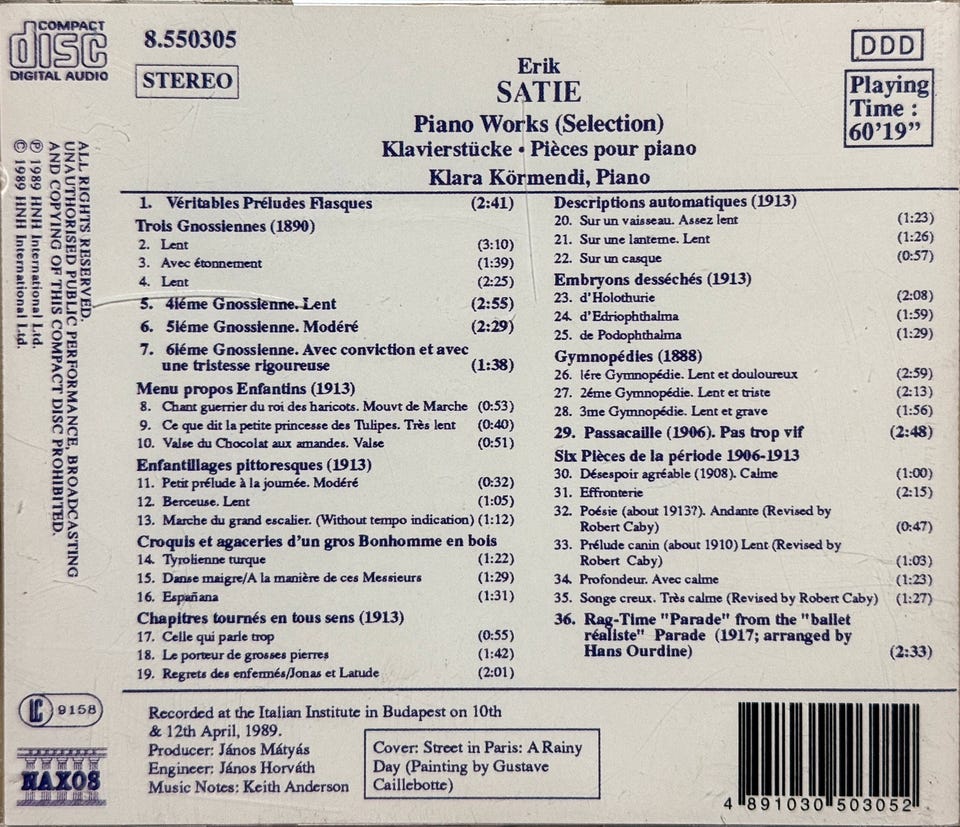 COMPACT
disc
DIGITAL AUDIO
8.550305
STEREO
DDD
Playing
Time :
60'19"
Erik
SATIE
Piano Works (Selection)
Klavierstücke • Pièces pour piano
Klara Körmendi, Piano
ALL RIGHTS RESERVED.
UNAUTHORISED PUBLIC PERFORMANCE, BROADCASTING
AND COPYING OF THIS COMPACT DISC PROHIBITED.
℗ 1989 HNH International Ltd.
© 1989 HNH International Ltd.
1. Véritables Préludes Flasques (2:41)
Trois Gnossiennes (1890)
2. Lent (3:10)
3. Avec étonnement (1:39)
4. Lent (2:25)
5. 4iéme Gnossienne. Lent (2:55)
6. 5iéme Gnossienne. Modéré (2:29)
7. 6iéme Gnossienne. Avec conviction et avec
une tristesse rigoureuse (1:38)
Menu propos Enfantins (1913)
8. Chant guerrier du roi des haricots. Mouvt de Marche (0:53)
9. Ce que dit la petite princesse des Tulipes. Très lent (0:40)
10. Valse du Chocolat aux amandes. Valse (0:51)
Enfantillages pittoresques (1913)
11. Petit prélude à la journée. Modéré (0:32)
12. Berceuse. Lent (1:05)
13. Marche du grand escalier. (Without tempo indication) (1:12)
Croquis et agaceries d'un gros Bonhomme en bois
14. Tyrolienne turque (1:22)
15. Danse maigre/A la manière de ces Messieurs (1:29)
16. Españana (1:31)
Chapitres tournés en tous sens (1913)
17. Celle qui parle trop (0:55)
18. Le porteur de grosses pierres (1:42)
19. Regrets des enfermés/Jonas et Latude (2:01)
Descriptions automatiques (1913)
20. Sur un vaisseau. Assez lent (1:23)
21. Sur une lanterne. Lent (1:26)
22. Sur un casque (0:57)
Embryons desséchés (1913)
23. d'Holothurie (2:08)
24. d'Edriophthalma (1:59)
25. de Podophthalma (1:29)
Gymnopédies (1888)
26. 1ére Gymnopédie. Lent et douloureux (2:59)
27. 2éme Gymnopédie. Lent et triste (2:13)
28. 3me Gymnopédie. Lent et grave (1:56)
29. Passacaille (1906). Pas trop vif (2:48)
Six Pièces de la période 1906-1913
30. Désespoir agréable (1908). Calme (1:00)
31. Effronterie (2:15)
32. Poésie (about 1913?). Andante (Revised by
Robert Caby) (0:47)
33. Prélude canin (about 1910) Lent (Revised by
Robert Caby) (1:03)
34. Profondeur. Avec calme (1:23)
35. Songe creux. Très calme (Revised by Robert Caby) (1:27)
36. Rag-Time "Parade" from the "ballet
réaliste" Parade (1917; arranged by
Hans Ourdine) (2:33)
LC 9158
NAXOS
Recorded at the Italian Institute in Budapest on 10th
& 12th April, 1989.
Producer: János Mátyás
Engineer: János Horváth
Music Notes: Keith Anderson
Cover: Street in Paris: A Rainy
Day (Painting by Gustave
Caillebotte)
4 891030 503052